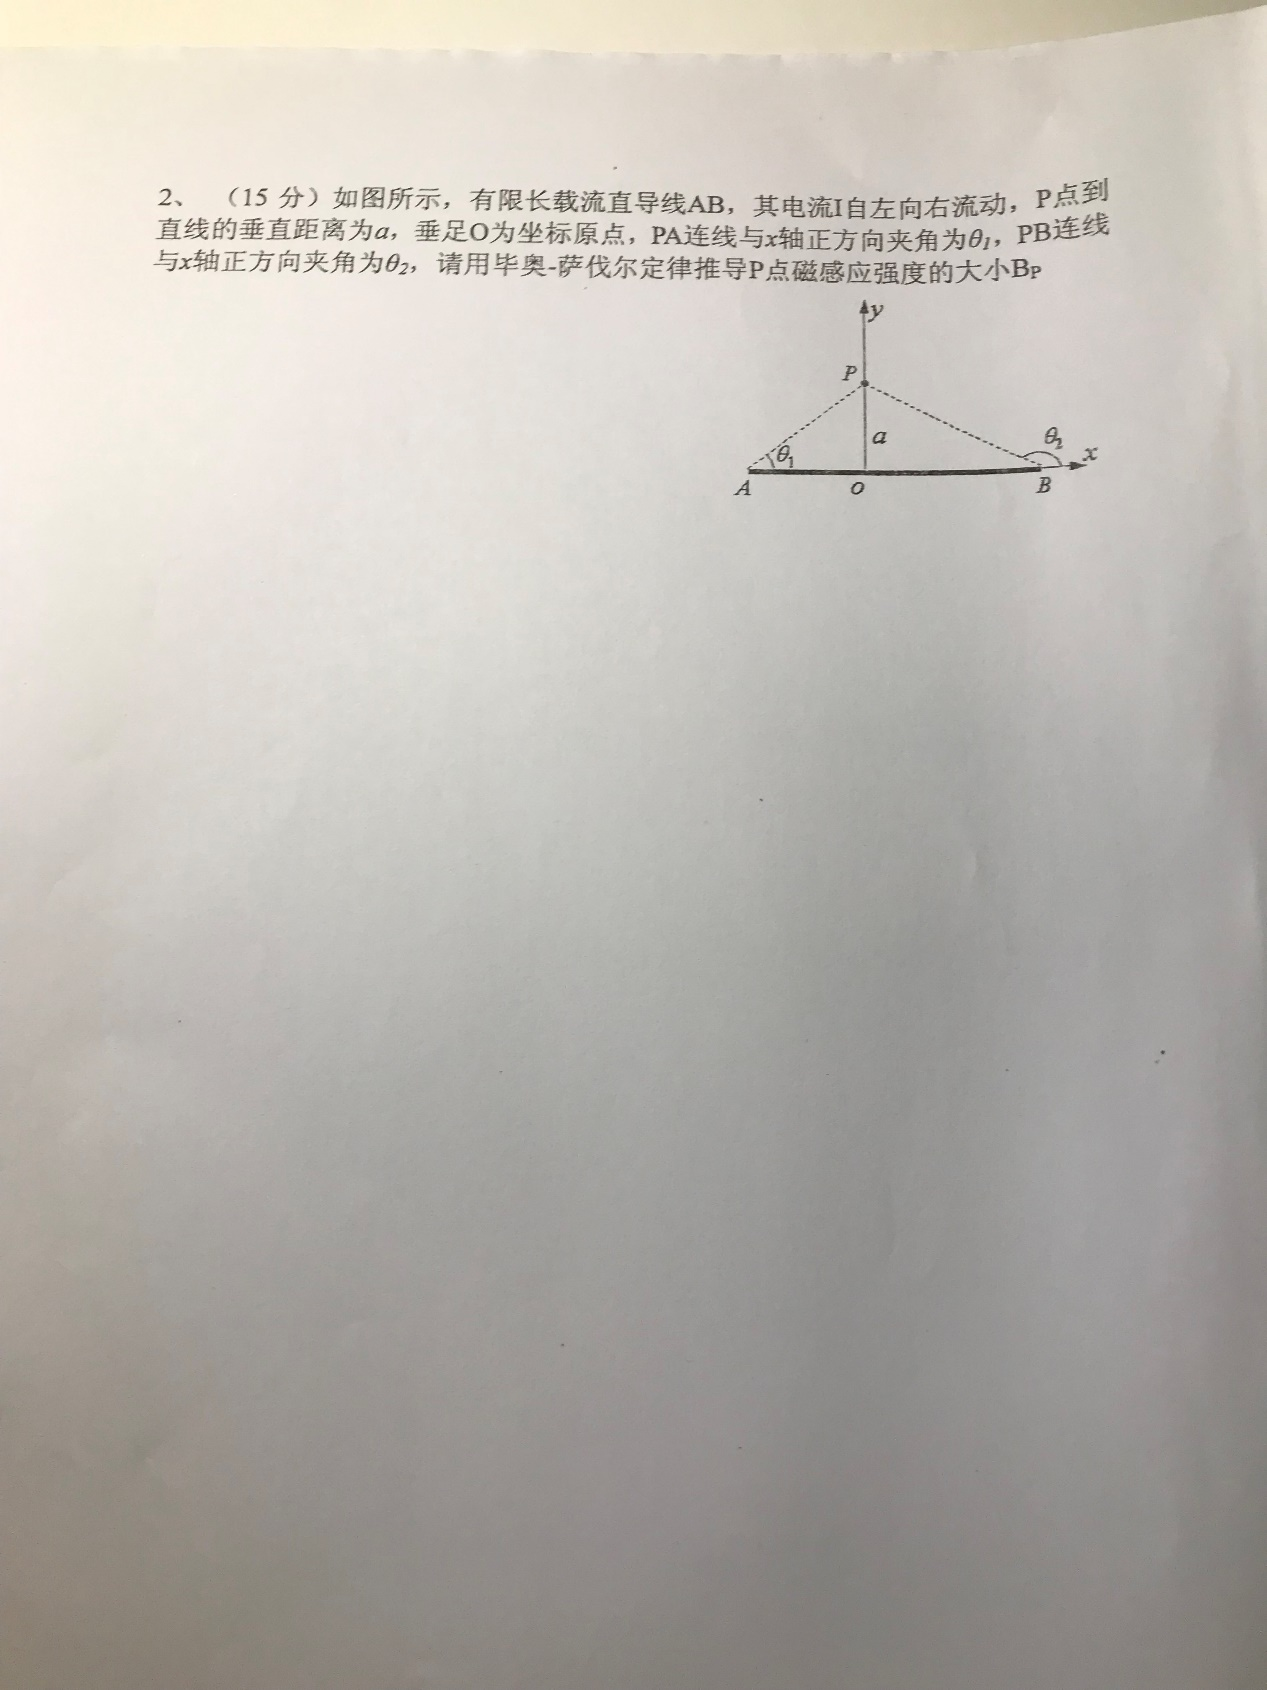 2、 （15 分）如图所示，有限长载流直导线AB，其电流I自左向右流动，P点到
直线的垂直距离为a，垂足O为坐标原点，PA连线与x轴正方向夹角为θ₁，PB连线
与x轴正方向夹角为θ₂，请用毕奥-萨伐尔定律推导P点磁感应强度的大小Bₚ
y
P
a
θ₁
θ₂
x
A
O
B